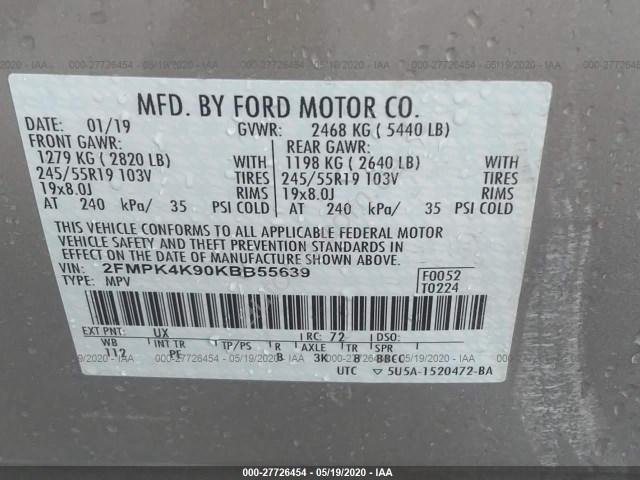 MFD. BY FORD MOTOR CO.
DATE: 01/19 GVWR: 2468 KG ( 5440 LB)
FRONT GAWR: REAR GAWR:
1279 KG ( 2820 LB) WITH 1198 KG ( 2640 LB) WITH
245/55R19 103V TIRES 245/55R19 103V TIRES
19x8.0J RIMS 19x8.0J RIMS
AT 240 kPa/ 35 PSI COLD AT 240 kPa/ 35 PSI COLD
THIS VEHICLE CONFORMS TO ALL APPLICABLE FEDERAL MOTOR
VEHICLE SAFETY AND THEFT PREVENTION STANDARDS IN
EFFECT ON THE DATE OF MANUFACTURE SHOWN ABOVE.
VIN: 2FMPK4K90KBB55639 F0052
TYPE: MPV T0224
EXT PNT: UX RC: 72 DSO:
WB INT TR TP/PS R AXLE TR SPR
112 PE B 3K 8 BBCC
UTC ▽ 5U5A-1520472-BA
000-27726454 - 05/19/2020 - IAA